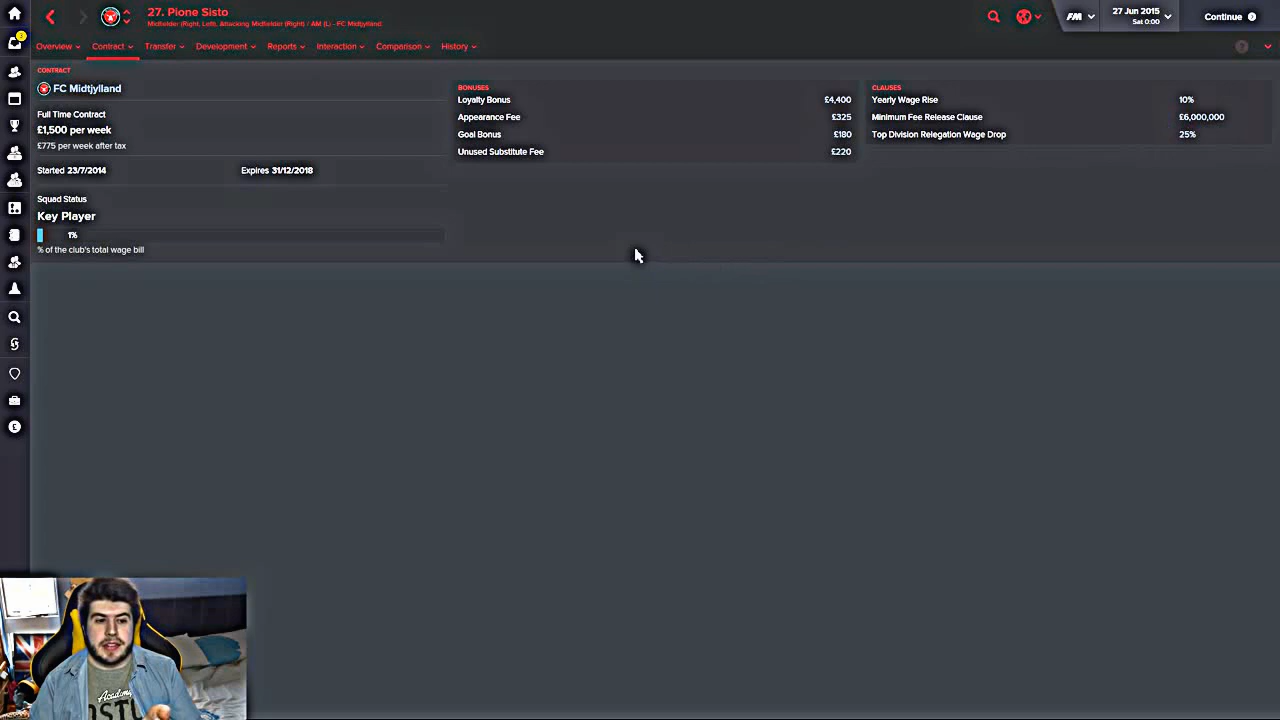 27. Pione Sisto
Midfielder (Right, Left), Attacking Midfielder (Right) / AM (L) - FC Midtjylland
FM
27 Jun 2015
Sat 0:00
Continue
Overview
Contract
Transfer
Development
Reports
Interaction
Comparison
History
CONTRACT
FC Midtjylland
Full Time Contract
£1,500 per week
£775 per week after tax
Started 23/7/2014
Expires 31/12/2018
Squad Status
Key Player
1%
% of the club's total wage bill
BONUSES
Loyalty Bonus £4,400
Appearance Fee £325
Goal Bonus £180
Unused Substitute Fee £220
CLAUSES
Yearly Wage Rise 10%
Minimum Fee Release Clause £6,000,000
Top Division Relegation Wage Drop 25%
Academy